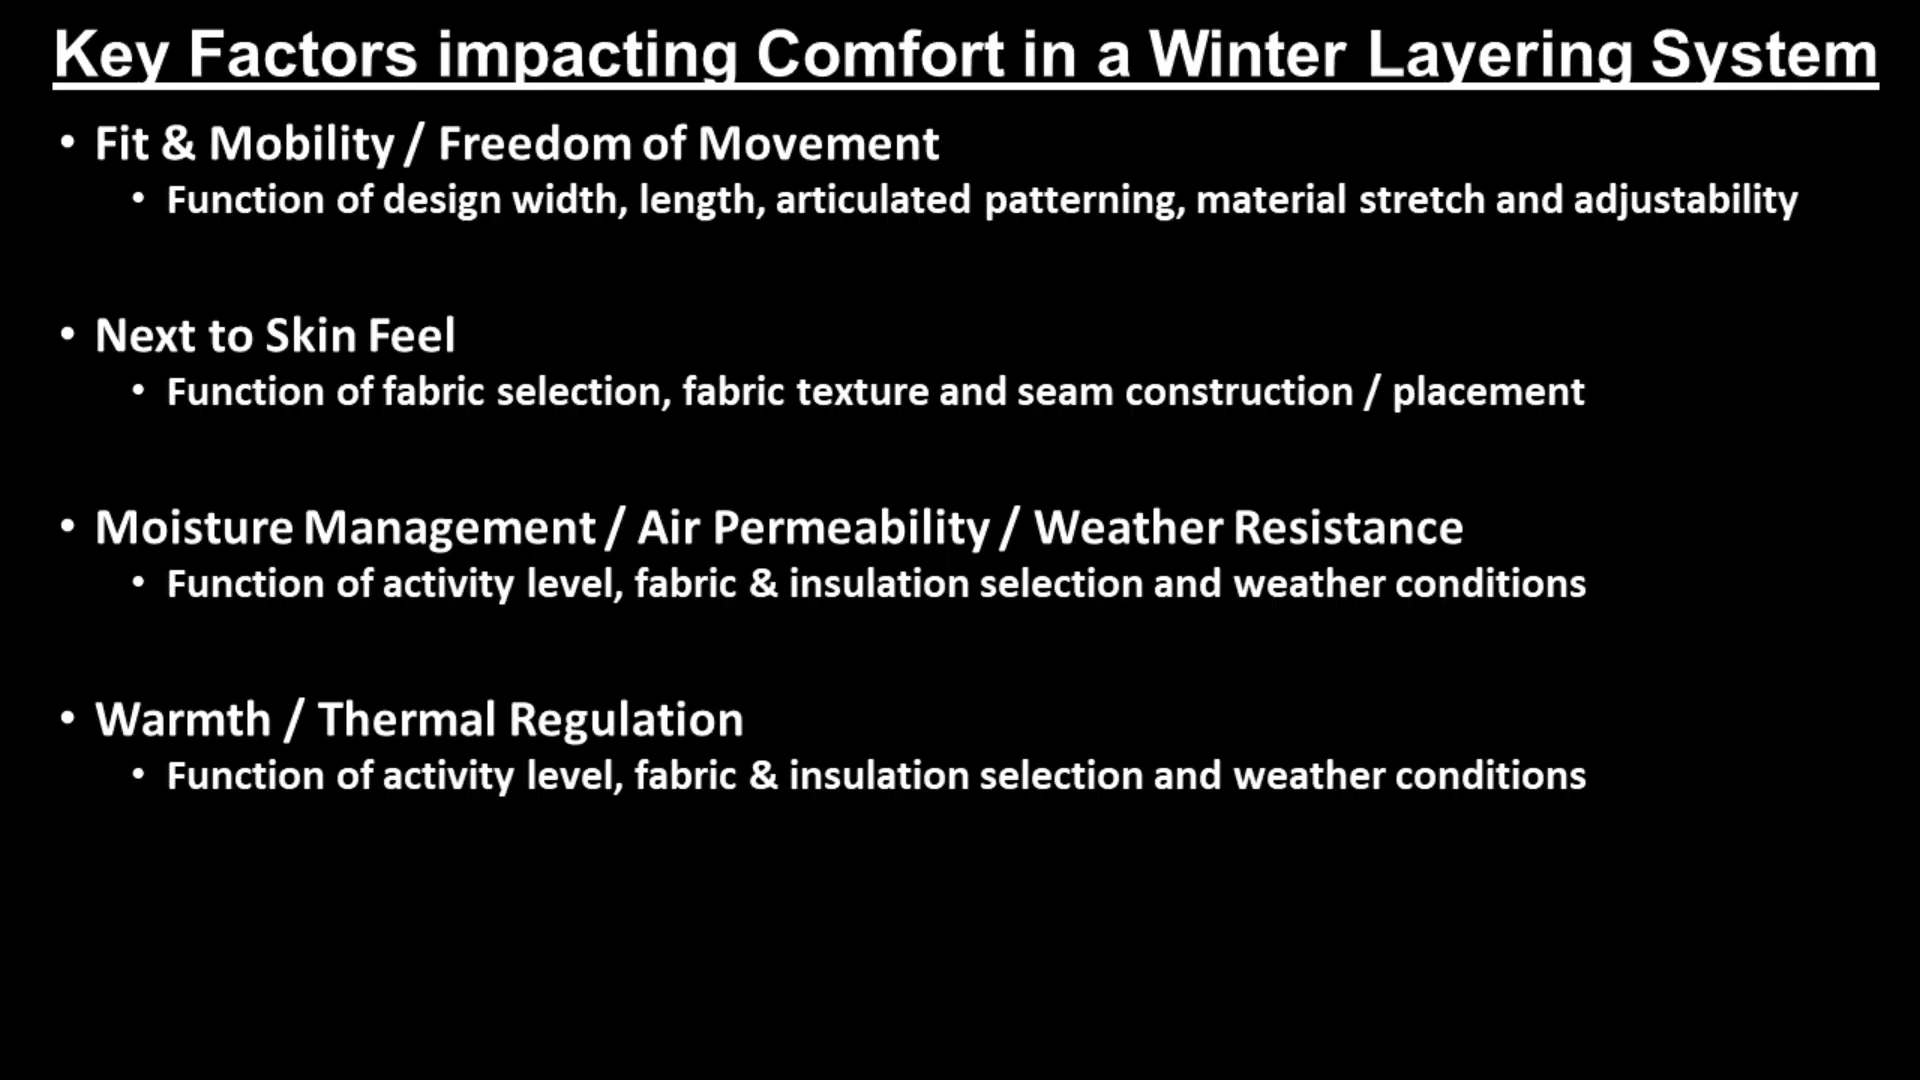 Key Factors impacting Comfort in a Winter Layering System
• Fit & Mobility / Freedom of Movement
• Function of design width, length, articulated patterning, material stretch and adjustability
• Next to Skin Feel
• Function of fabric selection, fabric texture and seam construction / placement
• Moisture Management / Air Permeability / Weather Resistance
• Function of activity level, fabric & insulation selection and weather conditions
• Warmth / Thermal Regulation
• Function of activity level, fabric & insulation selection and weather conditions